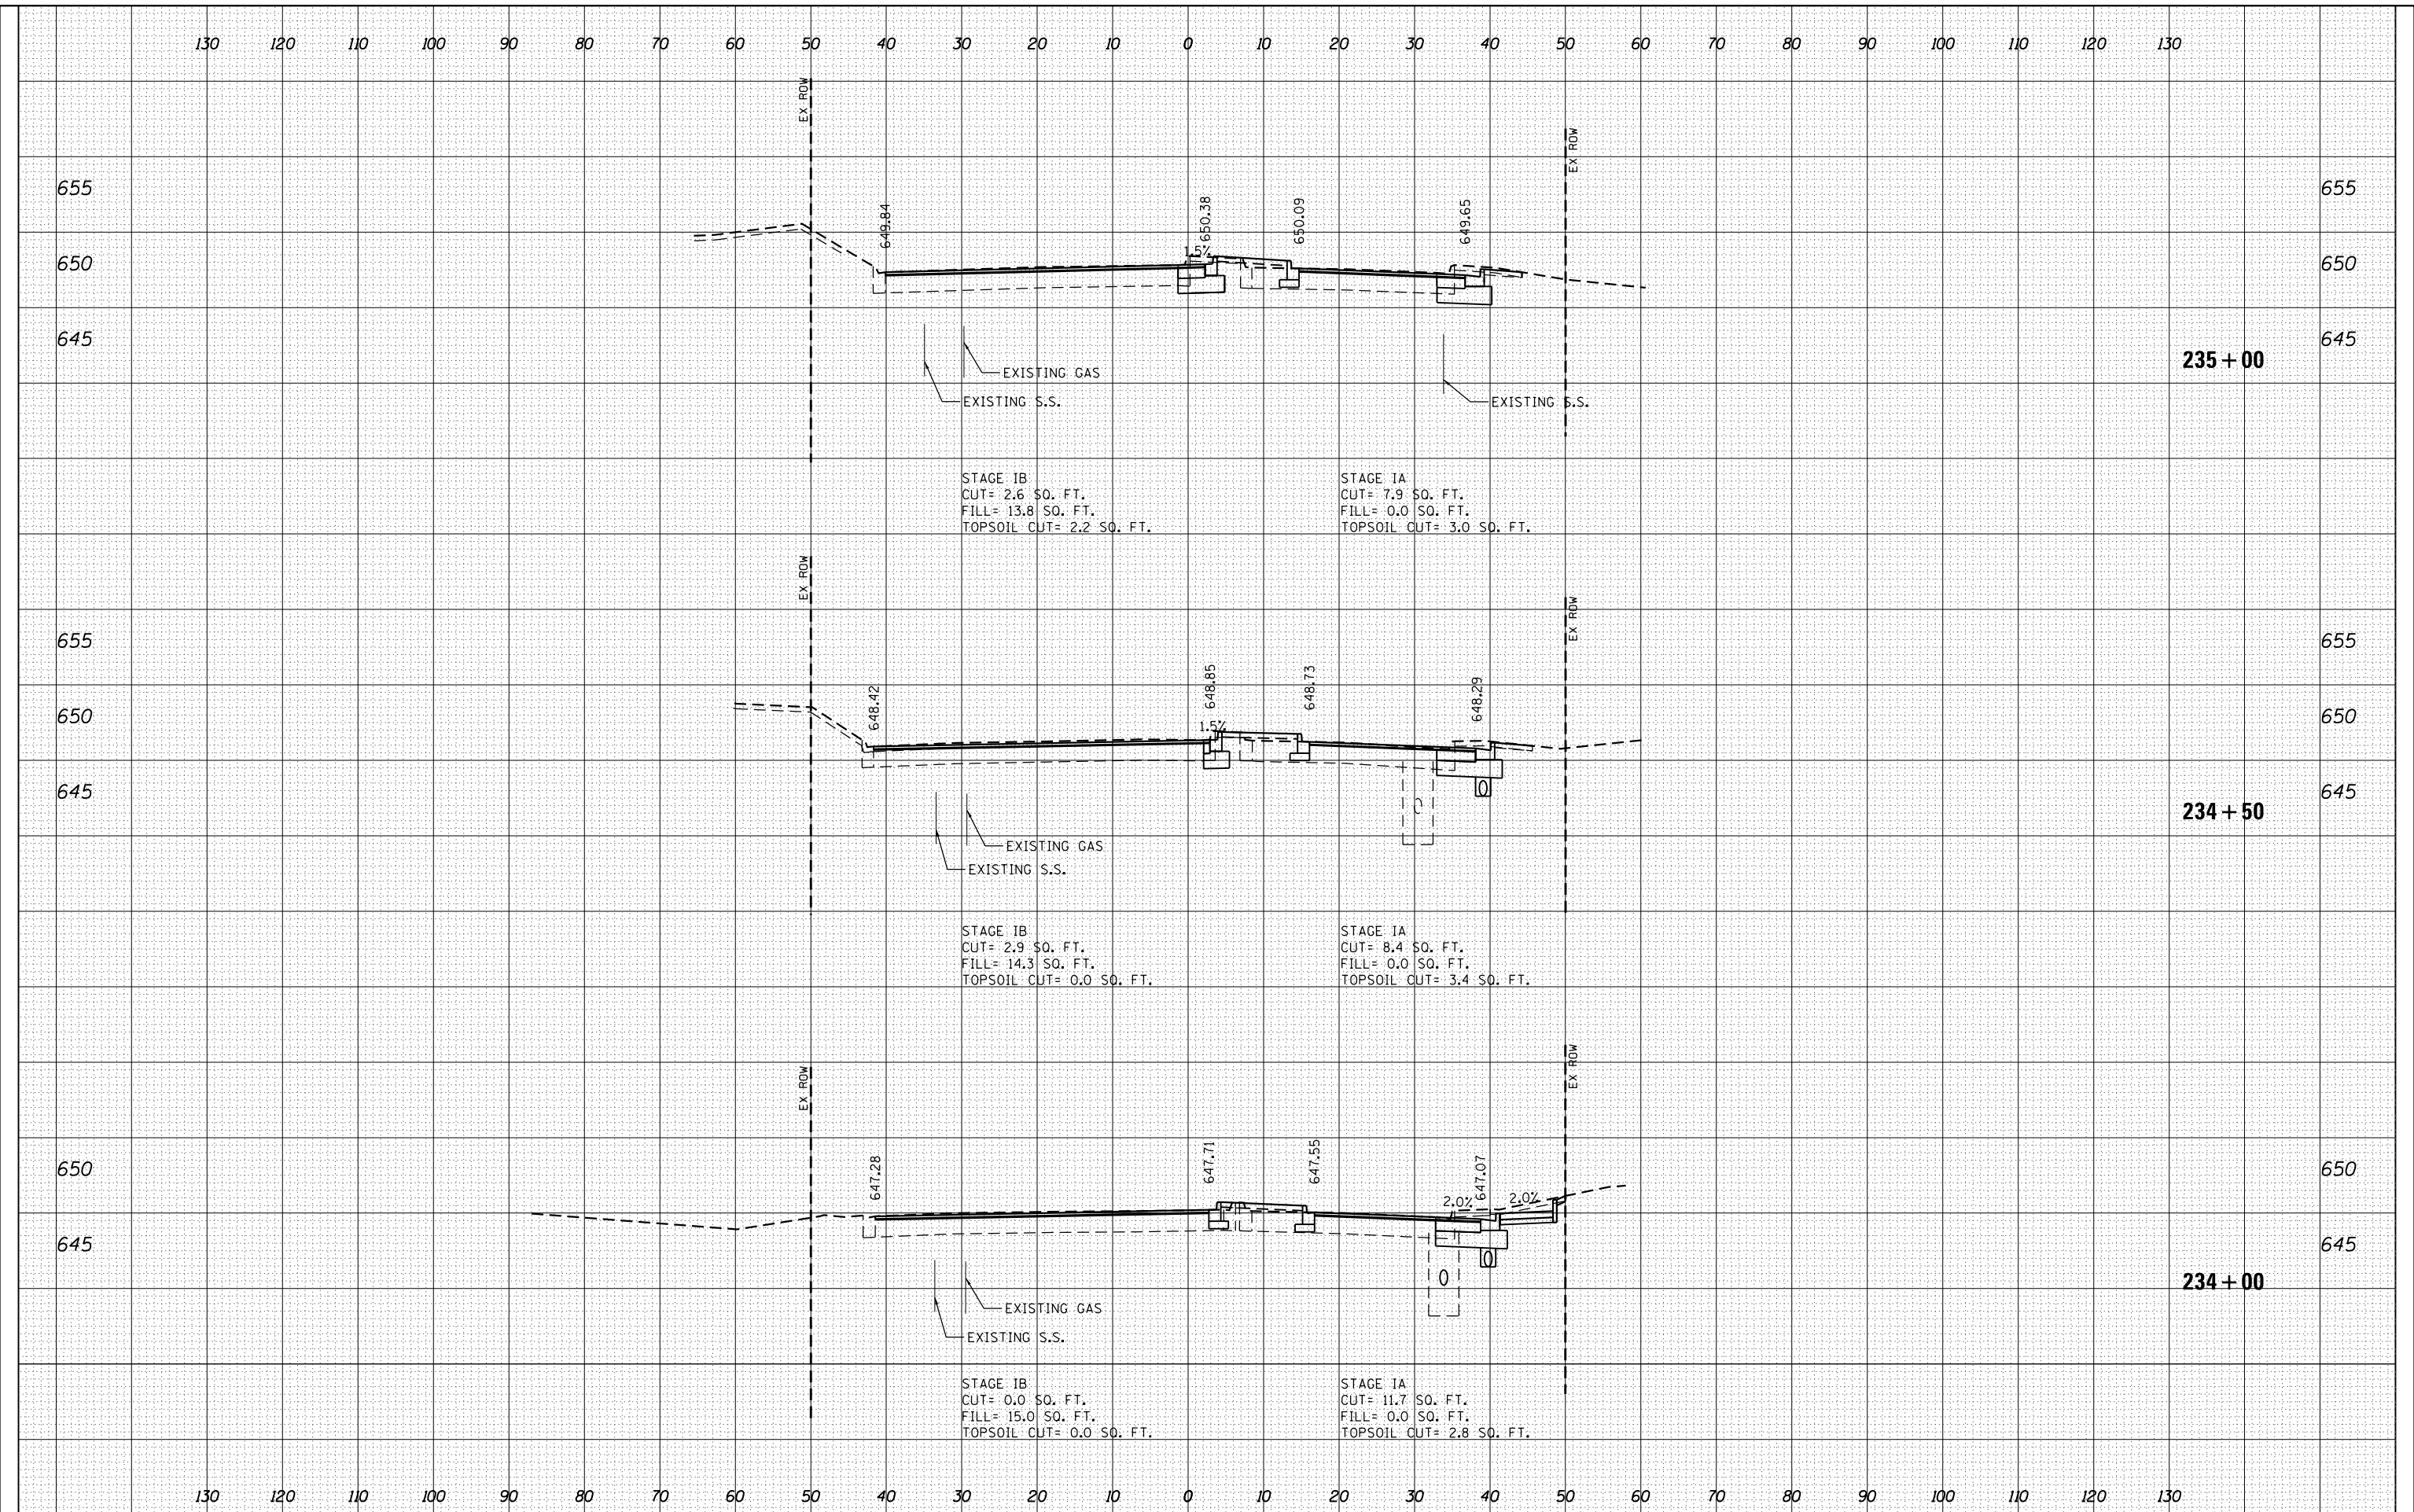 130 120 110 100 90 80 70 60 50 40 30 20 10 0 10 20 30 40 50 60 70 80 90 100 110 120 130
EX ROW
EX ROW
655 655
649.84 650.38 650.09 649.65
1.5%
650 650
645 645
235+00
EXISTING GAS
EXISTING S.S. EXISTING S.S.
STAGE IB STAGE IA
CUT= 2.6 SQ. FT. CUT= 7.9 SQ. FT.
FILL= 13.8 SQ. FT. FILL= 0.0 SQ. FT.
TOPSOIL CUT= 2.2 SQ. FT. TOPSOIL CUT= 3.0 SQ. FT.
EX ROW
EX ROW
655 655
648.42 648.85 648.73 648.29
650 650
1.5%
645 645
234+50
EXISTING GAS
EXISTING S.S.
STAGE IB STAGE IA
CUT= 2.9 SQ. FT. CUT= 8.4 SQ. FT.
FILL= 14.3 SQ. FT. FILL= 0.0 SQ. FT.
TOPSOIL CUT= 0.0 SQ. FT. TOPSOIL CUT= 3.4 SQ. FT.
EX ROW
EX ROW
650 650
647.28 647.71 647.55 647.07
2.0% 2.0%
645 645
234+00
EXISTING GAS
EXISTING S.S.
STAGE IB STAGE IA
CUT= 0.0 SQ. FT. CUT= 11.7 SQ. FT.
FILL= 15.0 SQ. FT. FILL= 0.0 SQ. FT.
TOPSOIL CUT= 0.0 SQ. FT. TOPSOIL CUT= 2.8 SQ. FT.
130 120 110 100 90 80 70 60 50 40 30 20 10 0 10 20 30 40 50 60 70 80 90 100 110 120 130